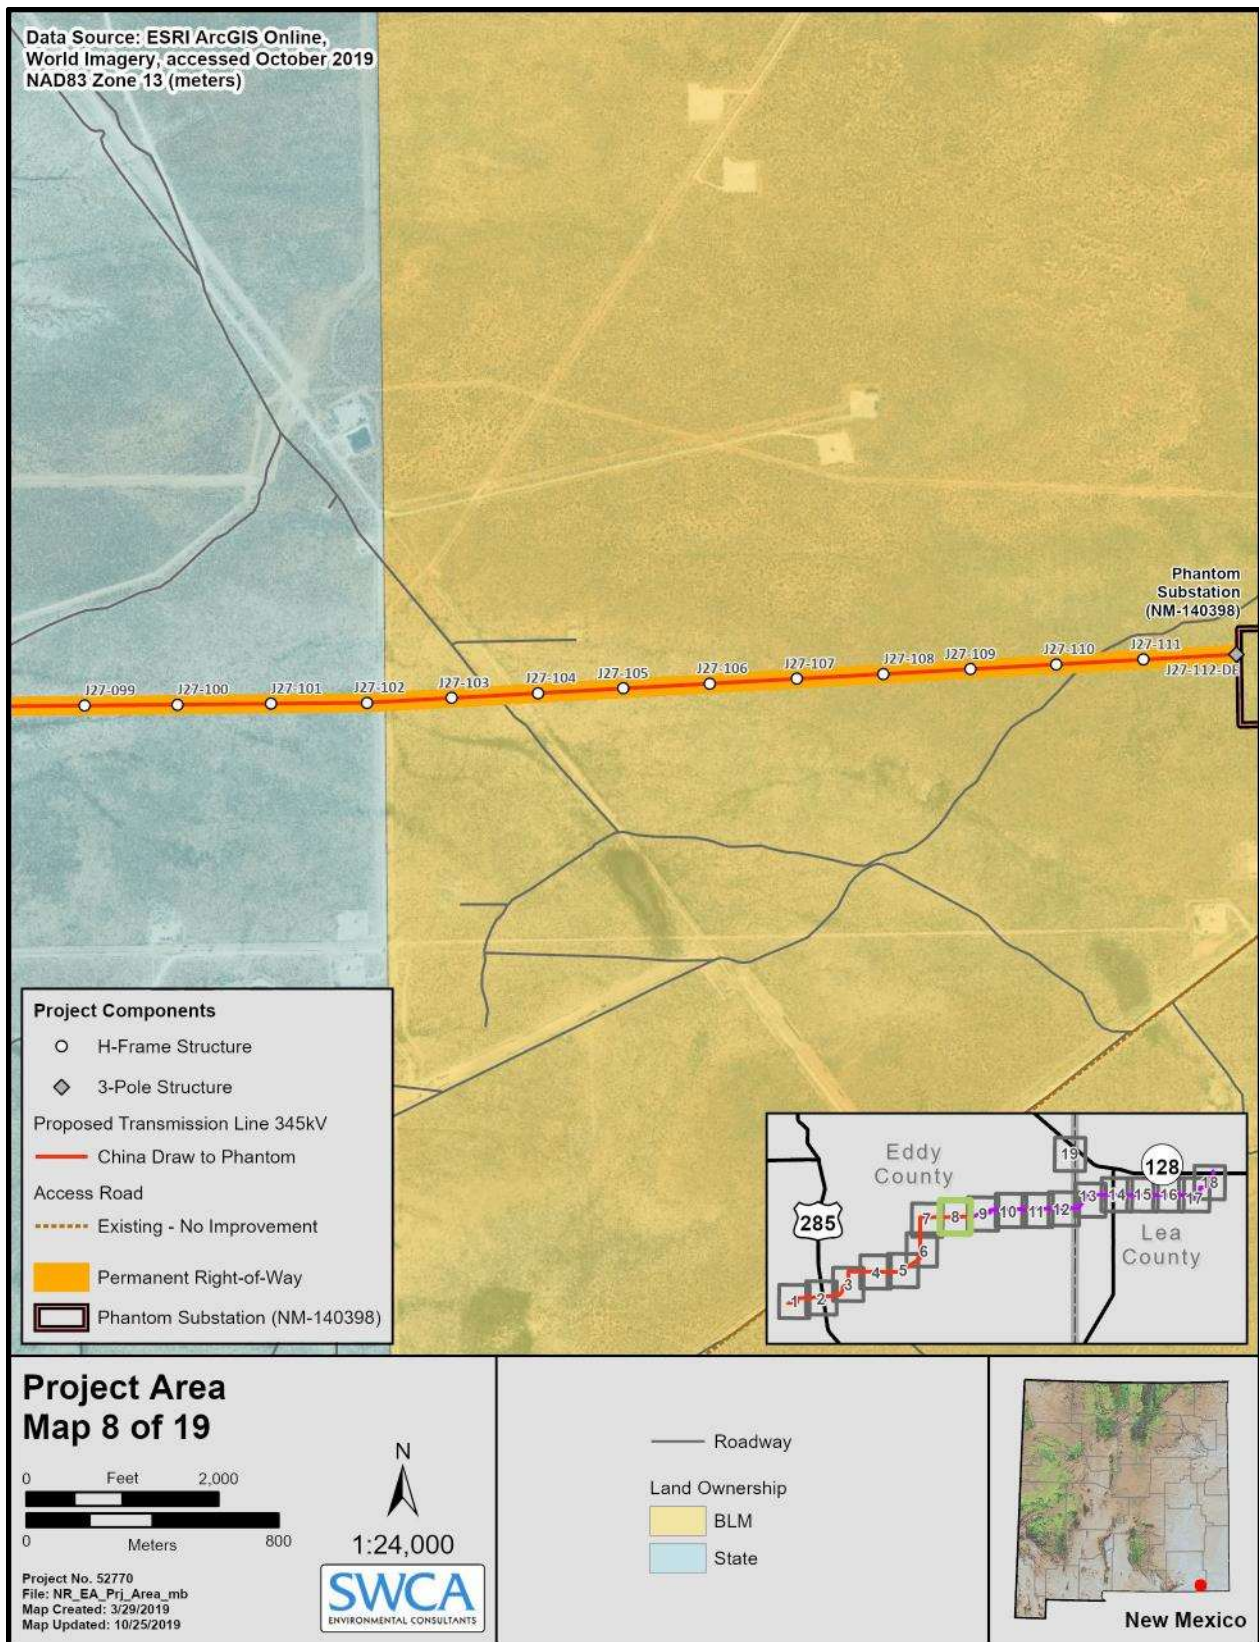 Data Source: ESRI ArcGIS Online,
World Imagery, accessed October 2019
NAD83 Zone 13 (meters)
Phantom
Substation
(NM-140398)
J27-099
J27-100
J27-101
J27-102
J27-103
J27-104
J27-105
J27-106
J27-107
J27-108
J27-109
J27-110
J27-111
J27-112-DE
Project Components
H-Frame Structure
3-Pole Structure
Proposed Transmission Line 345kV
China Draw to Phantom
Access Road
Existing - No Improvement
Permanent Right-of-Way
Phantom Substation (NM-140398)
Eddy
County
285
128
Lea
County
1
2
3
4
5
6
7
8
9
10
11
12
13
14
15
16
17
18
19
Project Area
Map 8 of 19
0 Feet 2,000
0 Meters 800
N
1:24,000
SWCA
ENVIRONMENTAL CONSULTANTS
Project No. 52770
File: NR_EA_Prj_Area_mb
Map Created: 3/29/2019
Map Updated: 10/25/2019
Roadway
Land Ownership
BLM
State
New Mexico